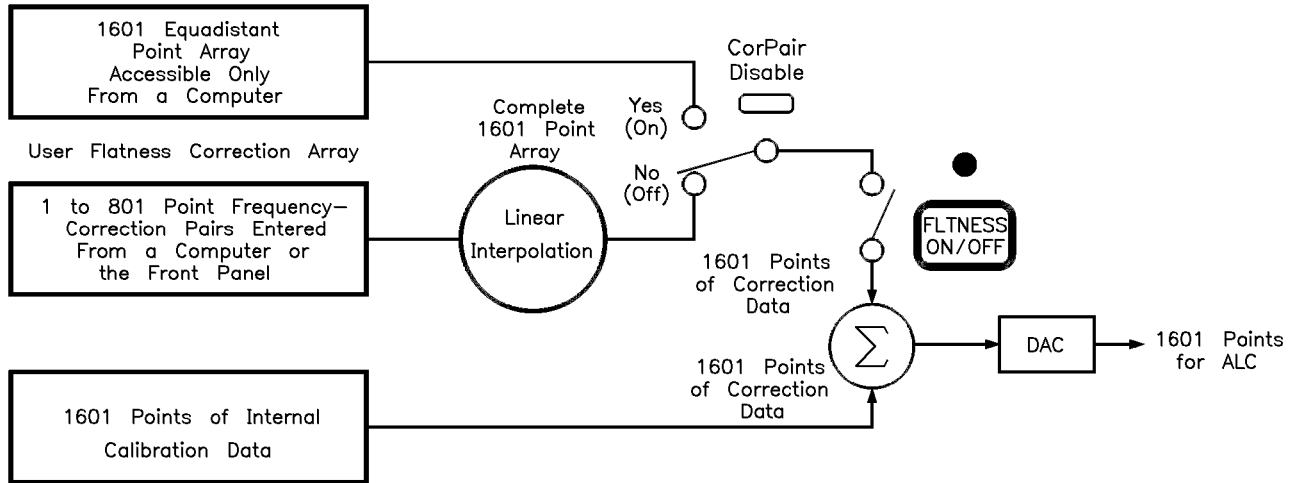 1601 Equadistant
Point Array
Accessible Only
From a Computer
User Flatness Correction Array
1 to 801 Point Frequency-
Correction Pairs Entered
From a Computer or
the Front Panel
1601 Points of Internal
Calibration Data
Complete
1601 Point
Array
Linear
Interpolation
CorPair
Disable
Yes
(On)
No
(Off)
FLTNESS
ON/OFF
1601 Points
of Correction
Data
1601 Points
of Correction
Data
Σ
DAC
1601 Paints
for ALC